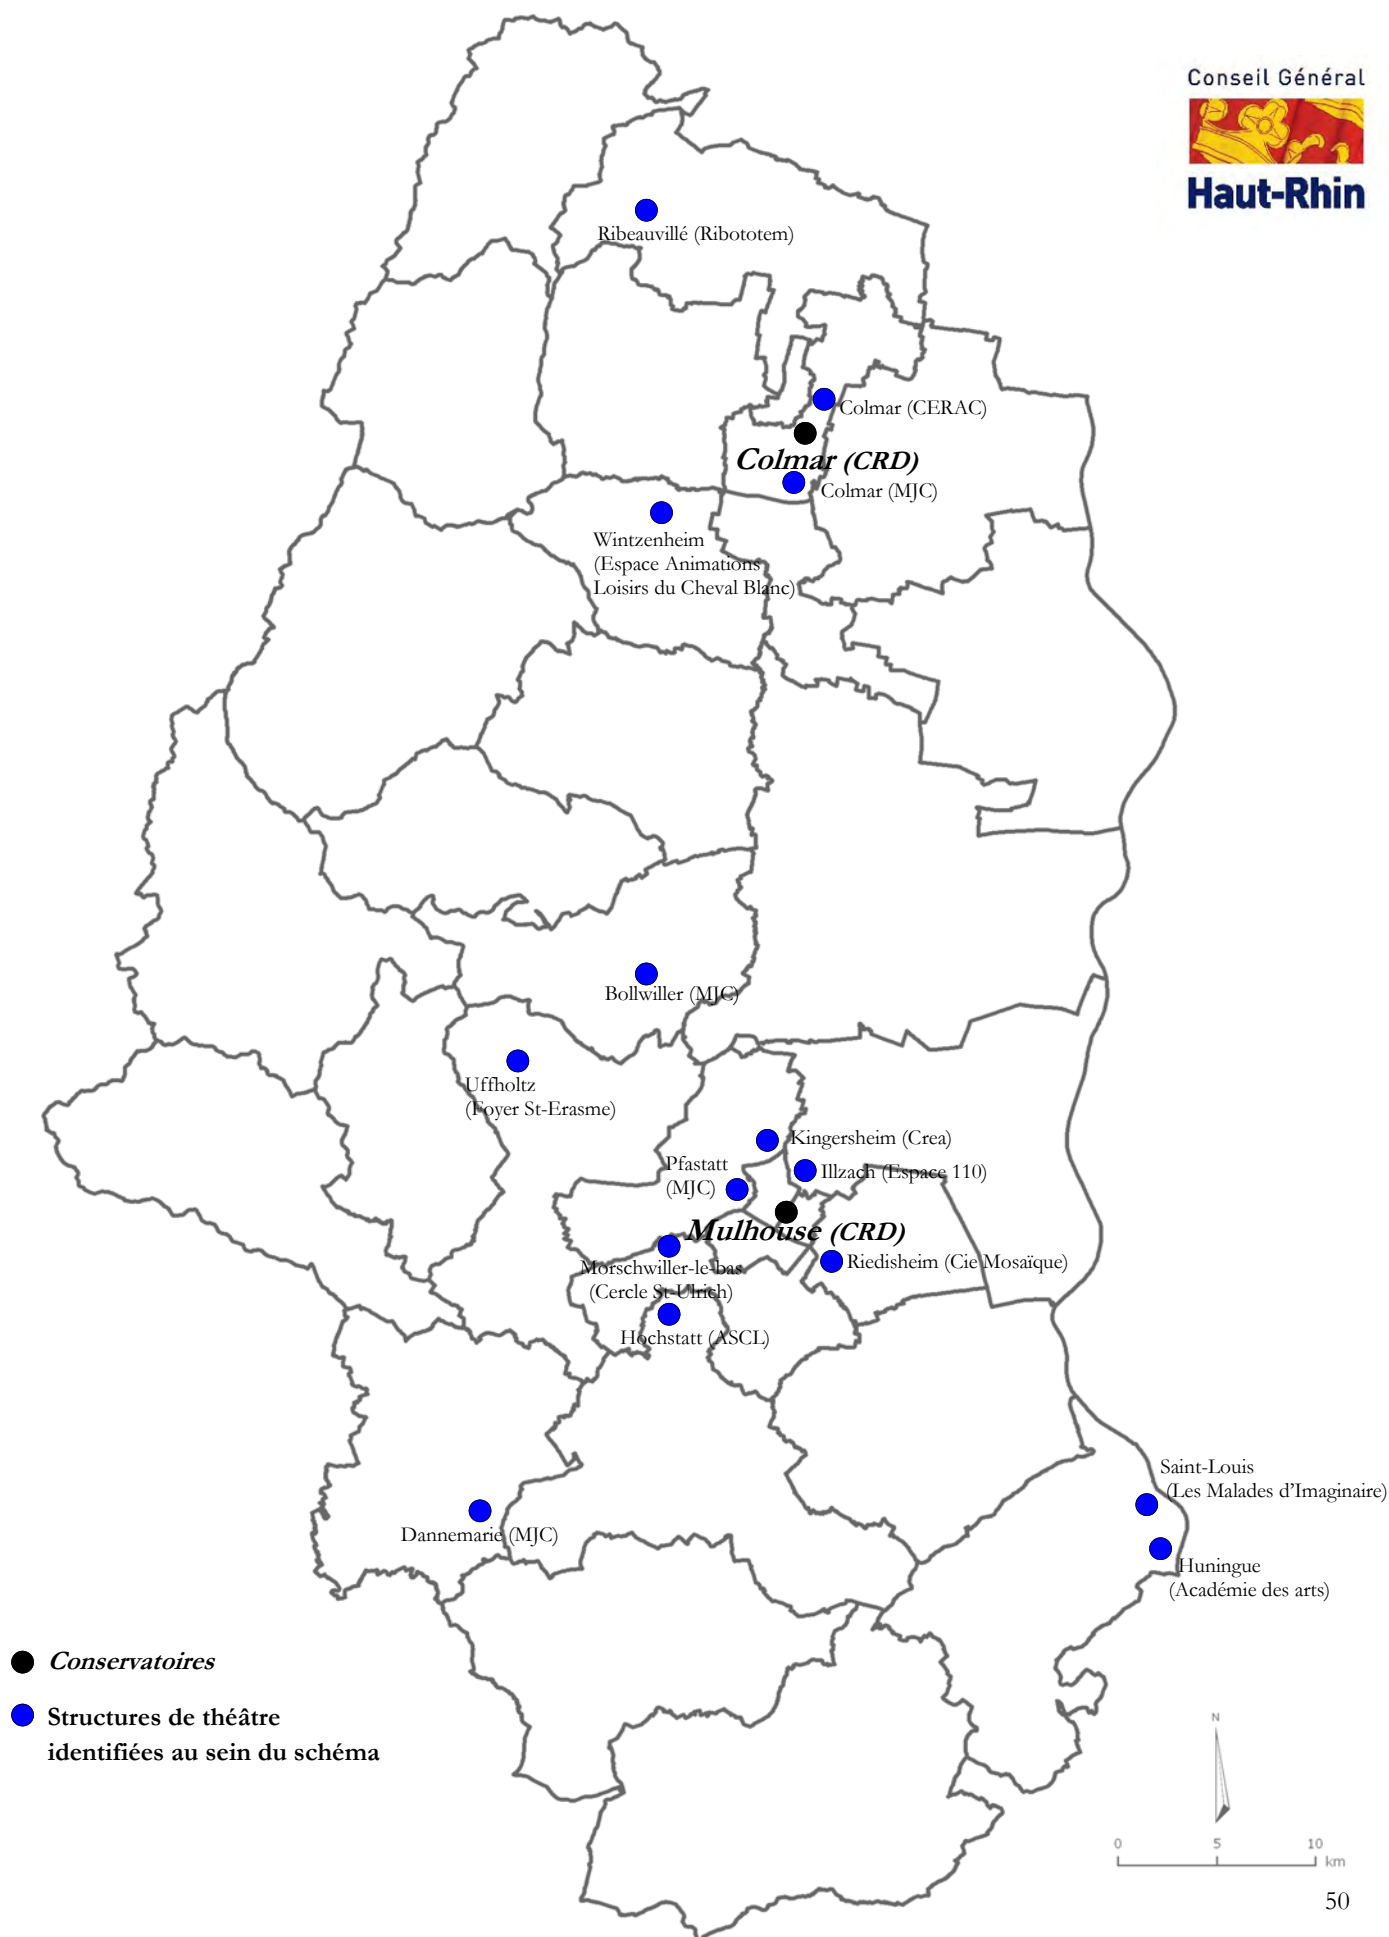 Conseil Général
Haut-Rhin
Ribeauvillé (Ribototem)
Colmar (CERAC)
Colmar (CRD)
Colmar (MJC)
Wintzenheim
(Espace Animations
Loisirs du Cheval Blanc)
Bollwiller (MJC)
Uffholtz
(Foyer St-Erasme)
Kingersheim (Crea)
Pfastatt
(MJC)
Illzach (Espace 110)
Mulhouse (CRD)
Riedisheim (Cie Mosaïque)
Morschwiller-le-bas
(Cercle St-Ulrich)
Hochstatt (ASCL)
Saint-Louis
(Les Malades d’Imaginaire)
Dannemarie (MJC)
Huningue
(Académie des arts)
Conservatoires
Structures de théâtre
identifiées au sein du schéma
N
0 5 10
km
50